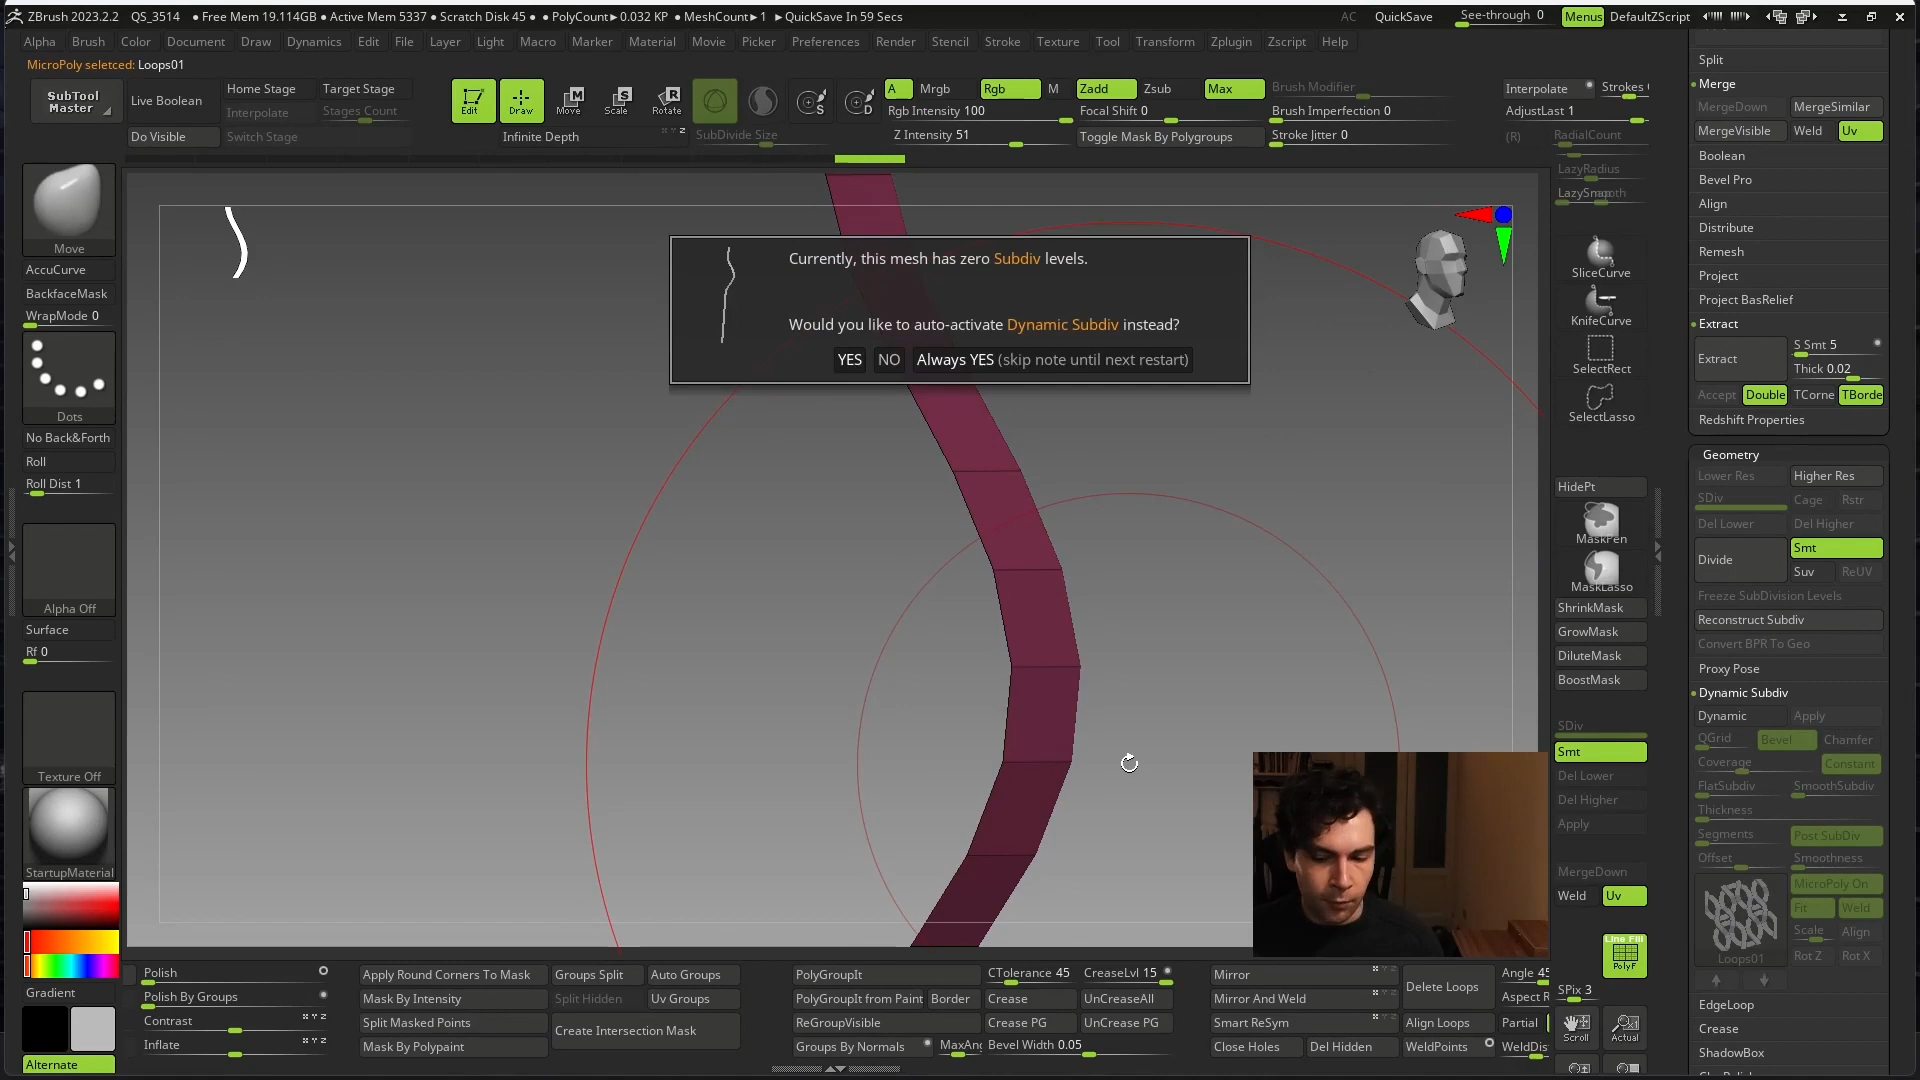 ZBrush 2023.2.2 QS_3514 ● Free Mem 19.114GB ● Active Mem 5337 ● Scratch Disk 45 ● ● PolyCount► 0.032 KP ● MeshCount► 1 ►QuickSave In 59 Secs AC QuickSave See-through 0 Menus DefaultZScript
Alpha Brush Color Document Draw Dynamics Edit File Layer Light Macro Marker Material Movie Picker Preferences Render Stencil Stroke Texture Tool Transform Zplugin Zscript Help
MicroPoly seletced: Loops01
SubTool Master
Live Boolean
Do Visible
Home Stage Target Stage
Interpolate Stages Count
Switch Stage
Edit Draw Move Scale Rotate
Infinite Depth
SubDivide Size
S D
A Mrgb Rgb M Zadd Zsub Max Brush Modifier
Rgb Intensity 100 Focal Shift 0 Brush Imperfection 0
Z Intensity 51 Toggle Mask By Polygroups Stroke Jitter 0
Interpolate Strokes
AdjustLast 1
(R) RadialCount
LazyRadius
Move
AccuCurve
BackfaceMask
WrapMode 0
Dots
No Back&Forth
Roll
Roll Dist 1
Alpha Off
Surface
Rf 0
Texture Off
StartupMaterial
Gradient
Alternate
Currently, this mesh has zero Subdiv levels.
Would you like to auto-activate Dynamic Subdiv instead?
YES NO Always YES (skip note until next restart)
SliceCurve
KnifeCurve
SelectRect
SelectLasso
HidePt
MaskPen
MaskLasso
ShrinkMask
GrowMask
DiluteMask
BoostMask
SDiv
Smt
Del Lower
Del Higher
Apply
MergeDown
Weld Uv
Line Fill
PolyF
SPix 3
Scroll Actual
Split
Merge
MergeDown MergeSimilar
MergeVisible Weld Uv
Boolean
Bevel Pro
Align
Distribute
Remesh
Project
Project BasRelief
Extract
Extract S Smt 5
Thick 0.02
Accept Double TCorne TBorde
Redshift Properties
Geometry
Lower Res Higher Res
SDiv Cage Rstr
Del Lower Del Higher
Divide Smt
Suv ReUV
Freeze SubDivision Levels
Reconstruct Subdiv
Convert BPR To Geo
Proxy Pose
Dynamic Subdiv
Dynamic Apply
QGrid Bevel Chamfer
Coverage Constant
FlatSubdiv SmoothSubdiv
Thickness
Segments Post SubDiv
Offset Smoothness
MicroPoly On
Fit Weld
Scale Align
Loops01 Rot Z Rot X
EdgeLoop
Crease
ShadowBox
Polish
Polish By Groups
Contrast
Inflate
Apply Round Corners To Mask Groups Split Auto Groups
Mask By Intensity Split Hidden Uv Groups
Split Masked Points Create Intersection Mask
Mask By Polypaint
PolyGroupIt CTolerance 45 CreaseLvl 15
PolyGroupIt from Paint Border Crease UnCreaseAll
ReGroupVisible Crease PG UnCrease PG
Groups By Normals MaxAng Bevel Width 0.05
Mirror Delete Loops Angle 45
Mirror And Weld Aspect R
Smart ReSym Align Loops Partial
Close Holes Del Hidden WeldPoints WeldDis